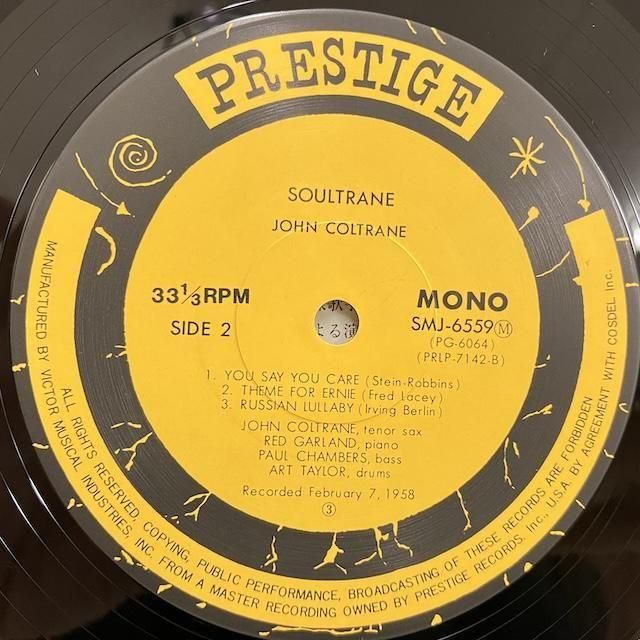 PRESTIGE
SOULTRANE
JOHN COLTRANE
33⅓RPM
SIDE 2
MONO
SMJ-6559Ⓜ
(PG-6064)
(PRLP-7142-B)
1. YOU SAY YOU CARE (Stein-Robbins)
2. THEME FOR ERNIE (Fred Lacey)
3. RUSSIAN LULLABY (Irving Berlin)
JOHN COLTRANE, tenor sax
RED GARLAND, piano
PAUL CHAMBERS, bass
ART TAYLOR, drums
Recorded February 7, 1958
③
ALL RIGHTS RESERVED, COPYING, PUBLIC PERFORMANCE, BROADCASTING OF THESE RECORDS ARE FORBIDDEN
MANUFACTURED BY VICTOR MUSICAL INDUSTRIES, INC. FROM A MASTER RECORDING OWNED BY PRESTIGE RECORDS. Inc., U.S.A. BY AGREEMENT WITH COSDEL Inc.
よる演